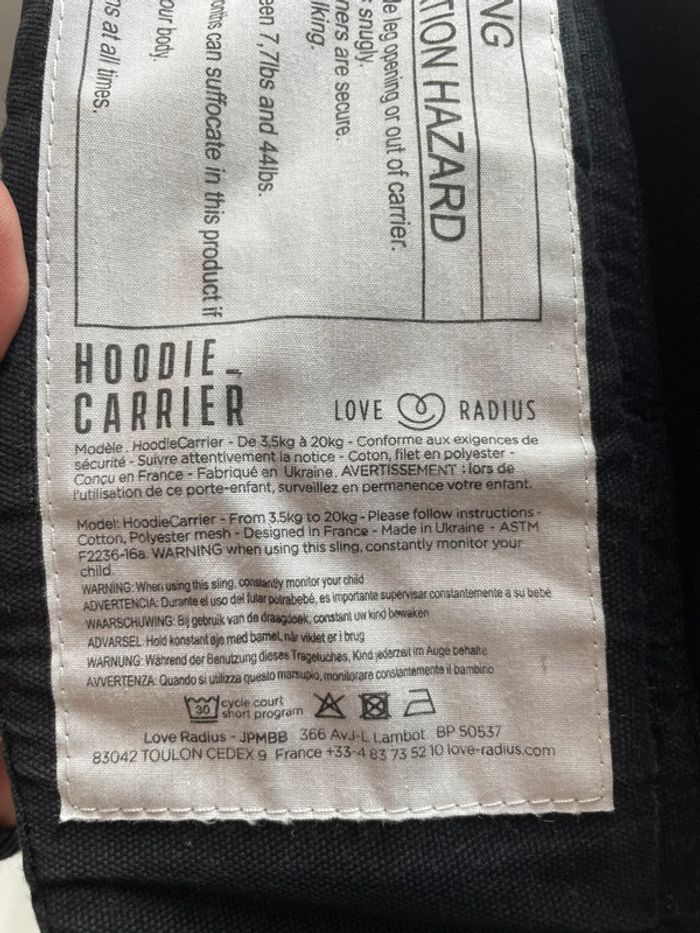 NG
TION HAZARD
le leg opening or out of carrier.
s snugly.
ners are secure.
lking.
een 7,7lbs and 44lbs.
onths can suffocate in this product if
our body.
ns at all times.
HOODIE_
CARRIER
LOVE RADIUS
Modèle : HoodieCarrier - De 3,5kg à 20kg - Conforme aux exigences de
sécurité - Suivre attentivement la notice - Coton, filet en polyester -
Conçu en France - Fabriqué en Ukraine. AVERTISSEMENT : lors de
l'utilisation de ce porte-enfant, surveillez en permanence votre enfant.
Model: HoodieCarrier - From 3.5kg to 20kg - Please follow instructions -
Cotton, Polyester mesh - Designed in France - Made in Ukraine - ASTM
F2236-16a. WARNING when using this sling, constantly monitor your
child.
WARNING: When using this sling, constantly monitor your child
ADVERTENCIA: Durante el uso del fular potrabebé, es importante supervisar constantemente a su bebé
WAARSCHUWING: Bij gebruik van de draagdoek, constant uw kind bewaken
ADVARSEL: Hold konstant øje med barnet, når viklet er i brug
WARNUNG: Während der Benutzung dieses Tragetuches, Kind jederzeit im Auge behalte
AVVERTENZA: Quando si utilizza questo marsupio, monitorare constantemente il bambino
30 cycle court
short program
Love Radius - JPMBB 366 AvJ-L Lambot BP 50537
83042 TOULON CEDEX 9 France +33-4 83 73 52 10 love-radius.com